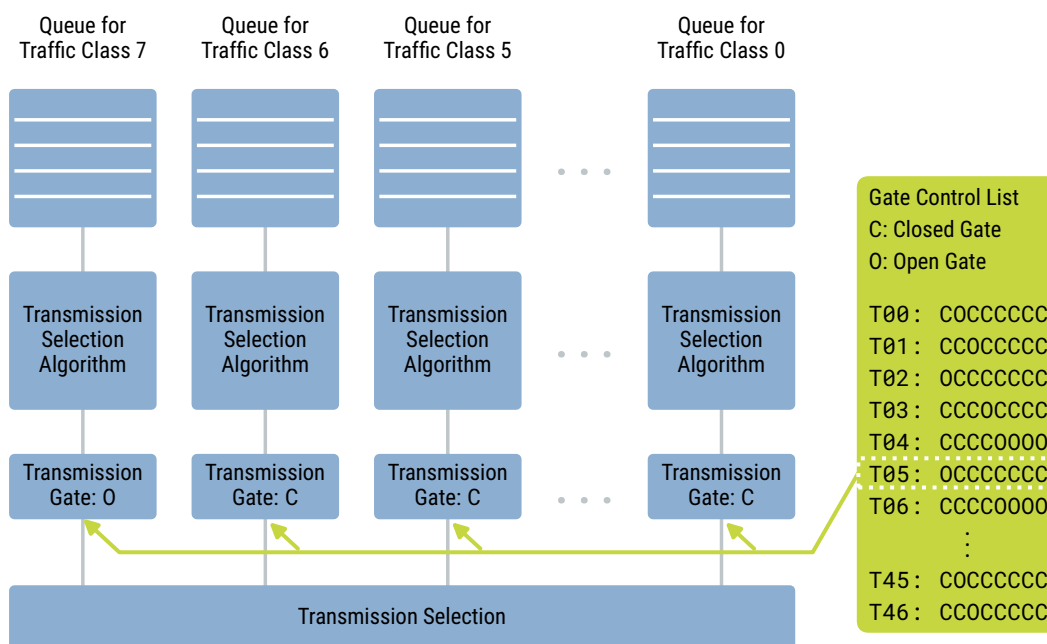 Queue for
Traffic Class 7
Queue for
Traffic Class 6
Queue for
Traffic Class 5
Queue for
Traffic Class 0
Transmission
Selection
Algorithm
Transmission
Selection
Algorithm
Transmission
Selection
Algorithm
Transmission
Selection
Algorithm
Transmission
Gate: O
Transmission
Gate: C
Transmission
Gate: C
Transmission
Gate: C
Transmission Selection
Gate Control List
C: Closed Gate
O: Open Gate
T00: COCCCCCC
T01: CCOCCCCC
T02: OCCCCCCC
T03: CCCOCCCC
T04: CCCCOOOO
T05: OCCCCCCC
T06: CCCCOOOO
T45: COCCCCCC
T46: CCOCCCCC